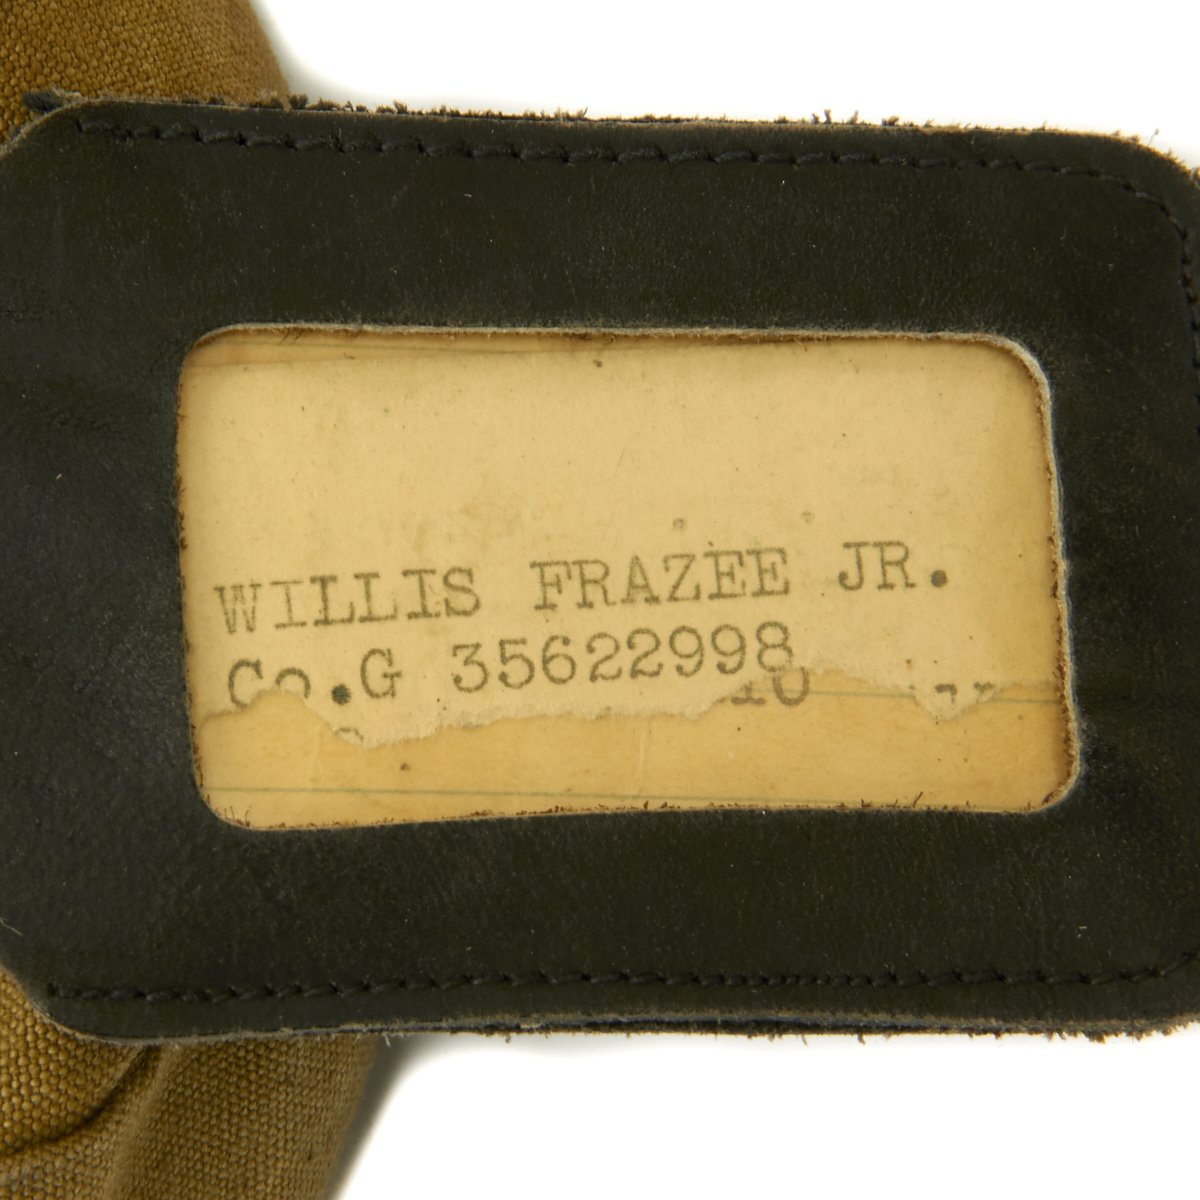 WILLIS FRAZEE JR.
Co.G 35622998